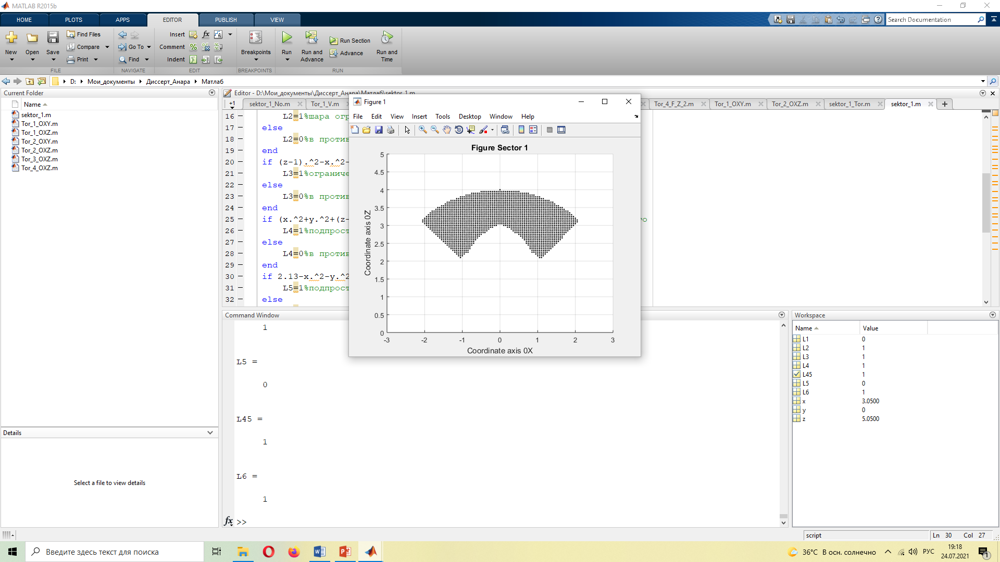 MATLAB R2015b
HOME PLOTS APPS EDITOR PUBLISH VIEW Search Documentation
Find Files Insert fx Run Section
New Open Save Compare Go To Comment Breakpoints Run Run and Advance Advance Run and Time
Print Find Indent
FILE NAVIGATE EDIT BREAKPOINTS RUN
D: Мои_документы Диссерт_Анара Матлаб
Current Folder
Name
sektor_1.m
Tor_1_OXY.m
Tor_1_OXZ.m
Tor_2_OXY.m
Tor_2_OXZ.m
Tor_3_OXZ.m
Tor_4_OXZ.m
Details
Select a file to view details
Editor - D:\Мои_документы\Диссерт_Анара\Матлаб\sektor_1.m
+1 sektor_1_No.m Tor_1_V.m Tor_4_F_Z_2.m Tor_1_OXY.m Tor_2_OXZ.m sektor_1_Tor.m sektor_1.m
16 L2=1%шара огр
17 else
18 L2=0%в против
19 end
20 if (z-1).^2-x.^2-
21 L3=1%ограниче
22 else
23 L3=0%в против
24 end
25 if (x.^2+y.^2+(z-
26 L4=1%подпрост
27 else
28 L4=0%в против
29 end
30 if 2.13-x.^2-y.^2
31 L5=1%подпрост
32 else
Figure 1
File Edit View Insert Tools Desktop Window Help
Figure Sector 1
Coordinate axis 0Z
5
4.5
4
3.5
3
2.5
2
1.5
1
0.5
0
-3 -2 -1 0 1 2 3
Coordinate axis 0X
Command Window
1
L5 =
0
L45 =
1
L6 =
1
fx >>
Workspace
Name Value
L1 0
L2 1
L3 1
L4 1
L45 1
L5 0
L6 1
x 3.0500
y 0
z 5.0500
script Ln 30 Col 27
Введите здесь текст для поиска
36°C В осн. солнечно РУС 19:18
24.07.2021
1